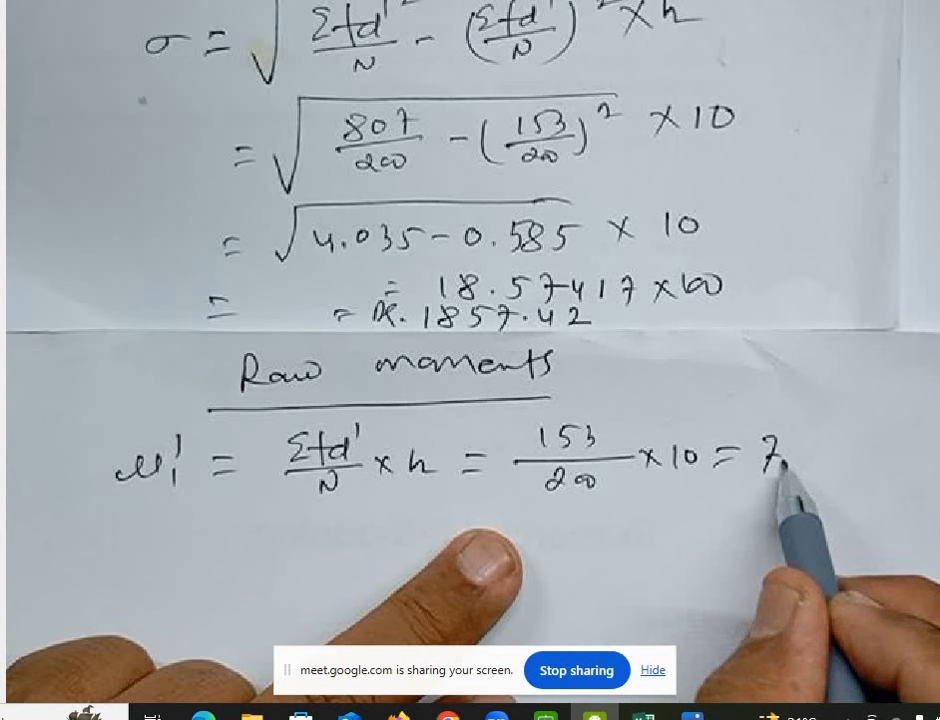 σ = √ Σfd'²/N - (Σfd'/N)² × h
= √ 807/200 - (153/200)² × 10
= √4.035 - 0.585 × 10
= 18.57417 × 100
= = Rs. 1857.42
Raw moments
μ₁' = Σfd'/N × h = 153/200 × 10 = 7.
meet.google.com is sharing your screen. Stop sharing Hide